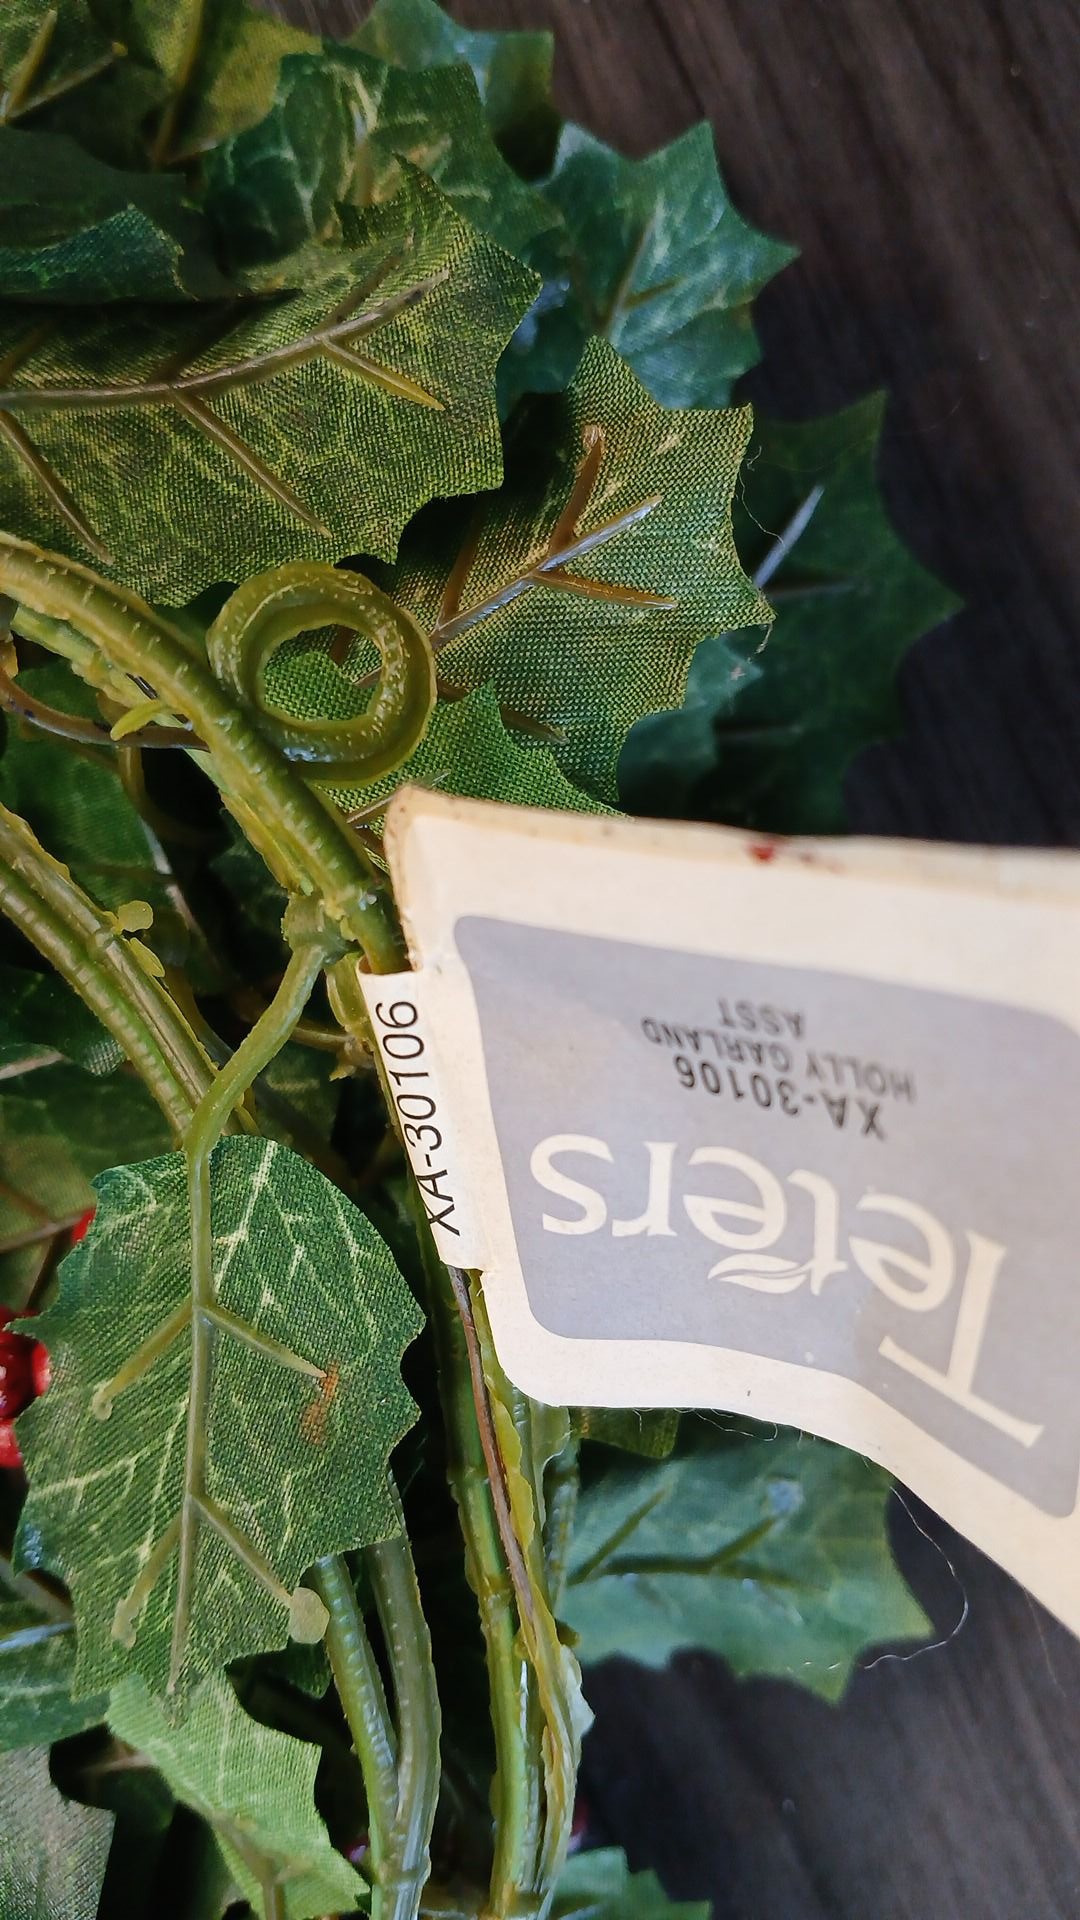 Teters
XA-30106
HOLLY GARLAND
ASST
XA-30106